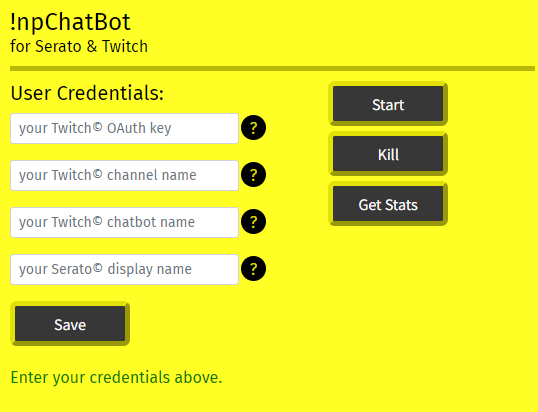 !npChatBot
for Serato & Twitch
User Credentials:
your Twitch© OAuth key
?
your Twitch© channel name
?
your Twitch© chatbot name
?
your Serato© display name
?
Save
Start
Kill
Get Stats
Enter your credentials above.